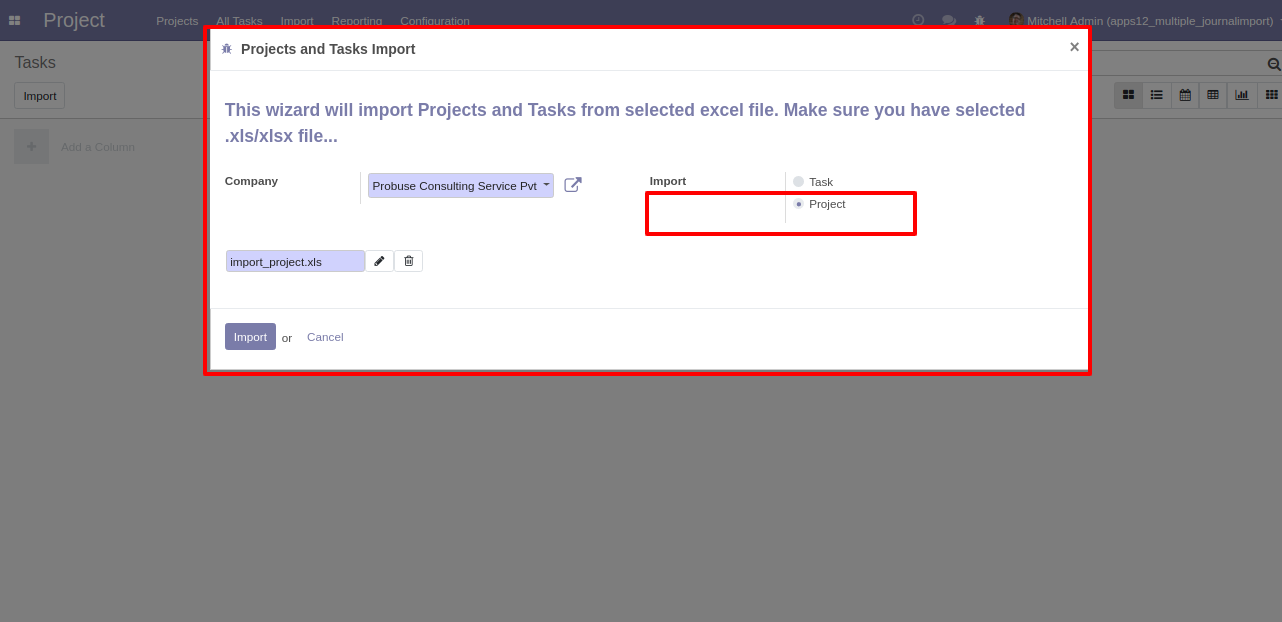 Project
Projects All Tasks Import Reporting Configuration
Mitchell Admin (apps12_multiple_journalimport)
Tasks
Import
Add a Column
Projects and Tasks Import
This wizard will import Projects and Tasks from selected excel file. Make sure you have selected
.xls/xlsx file...
Company
Probuse Consulting Service Pvt
Import
Task
Project
import_project.xls
Import or Cancel